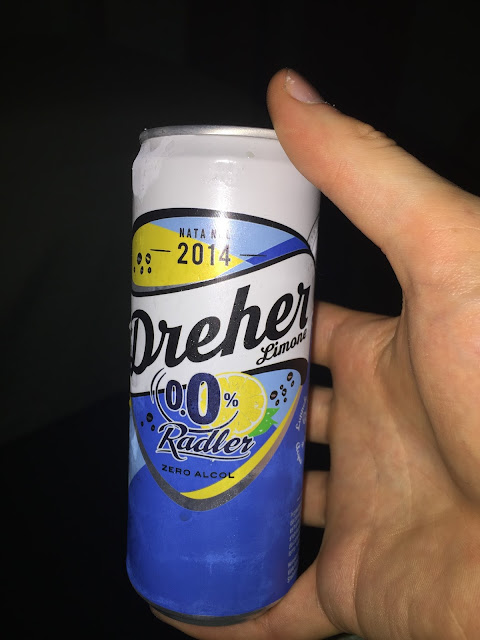 NATA NEL
2014
Dreher
Limone
0.0%
Radler
ZERO ALCOL